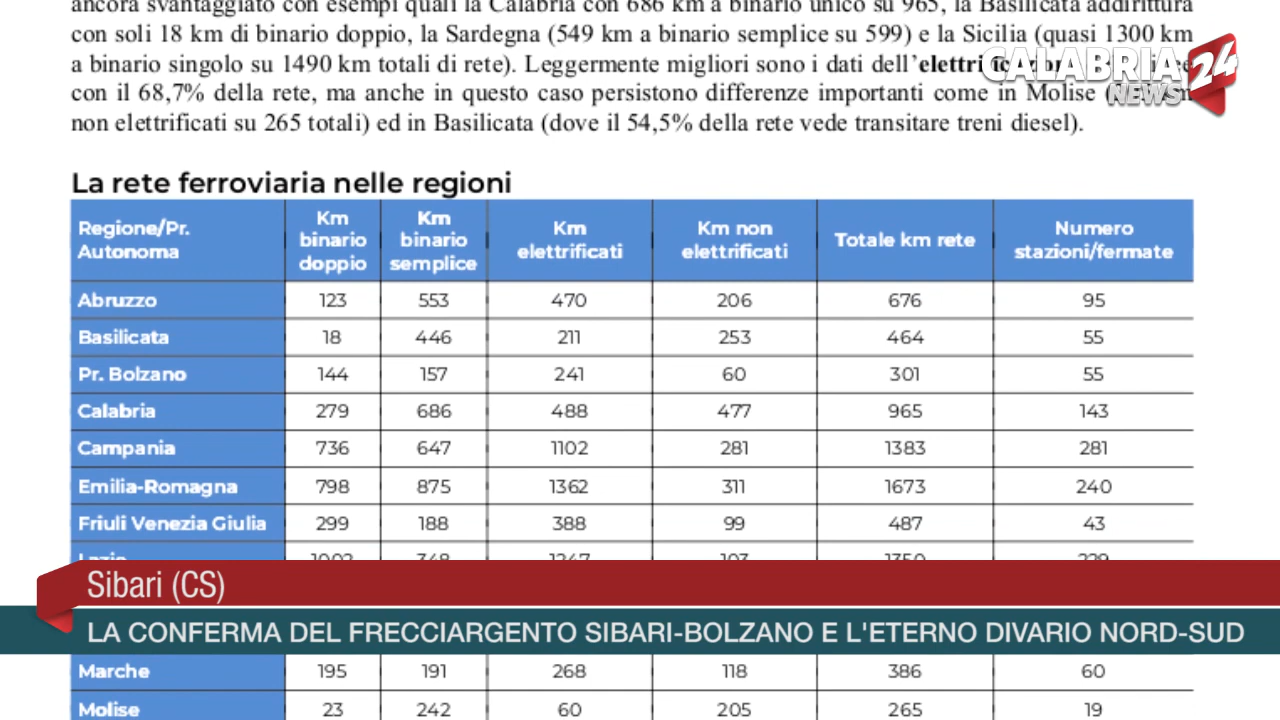 ancora svantaggiato con esempi quali la Calabria con 686 km a binario unico su 965, la Basilicata addirittura
con soli 18 km di binario doppio, la Sardegna (549 km a binario semplice su 599) e la Sicilia (quasi 1300 km
a binario singolo su 1490 km totali di rete). Leggermente migliori sono i dati dell’
con il 68,7% della rete, ma anche in questo caso persistono differenze importanti come in Molise
non elettrificati su 265 totali) ed in Basilicata (dove il 54,5% della rete vede transitare treni diesel).
CALABRIA 24
NEWS
La rete ferroviaria nelle regioni
Regione/Pr. Autonoma Km binario doppio Km binario semplice Km elettrificati Km non elettrificati Totale km rete Numero stazioni/fermate
Abruzzo 123 553 470 206 676 95
Basilicata 18 446 211 253 464 55
Pr. Bolzano 144 157 241 60 301 55
Calabria 279 686 488 477 965 143
Campania 736 647 1102 281 1383 281
Emilia-Romagna 798 875 1362 311 1673 240
Friuli Venezia Giulia 299 188 388 99 487 43
Lazio 1002 348 1247 103 1350 229
Sibari (CS)
LA CONFERMA DEL FRECCIARGENTO SIBARI-BOLZANO E L'ETERNO DIVARIO NORD-SUD
Marche 195 191 268 118 386 60
Molise 23 242 60 205 265 19